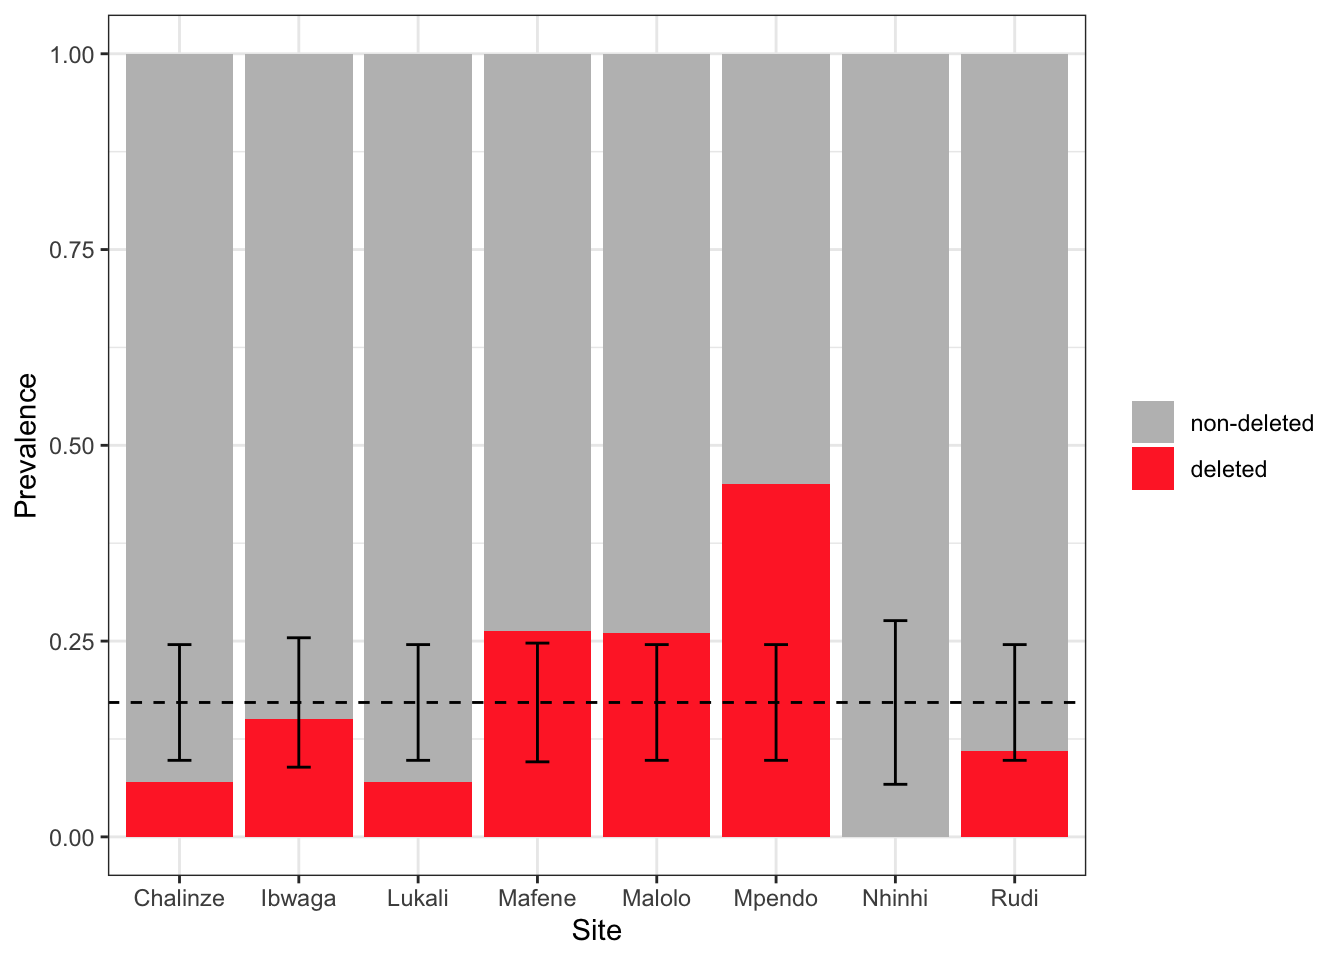 Prevalence
1.00
0.75
0.50
0.25
0.00
Chalinze Ibwaga Lukali Mafene Malolo Mpendo Nhinhi Rudi
Site
non-deleted
deleted